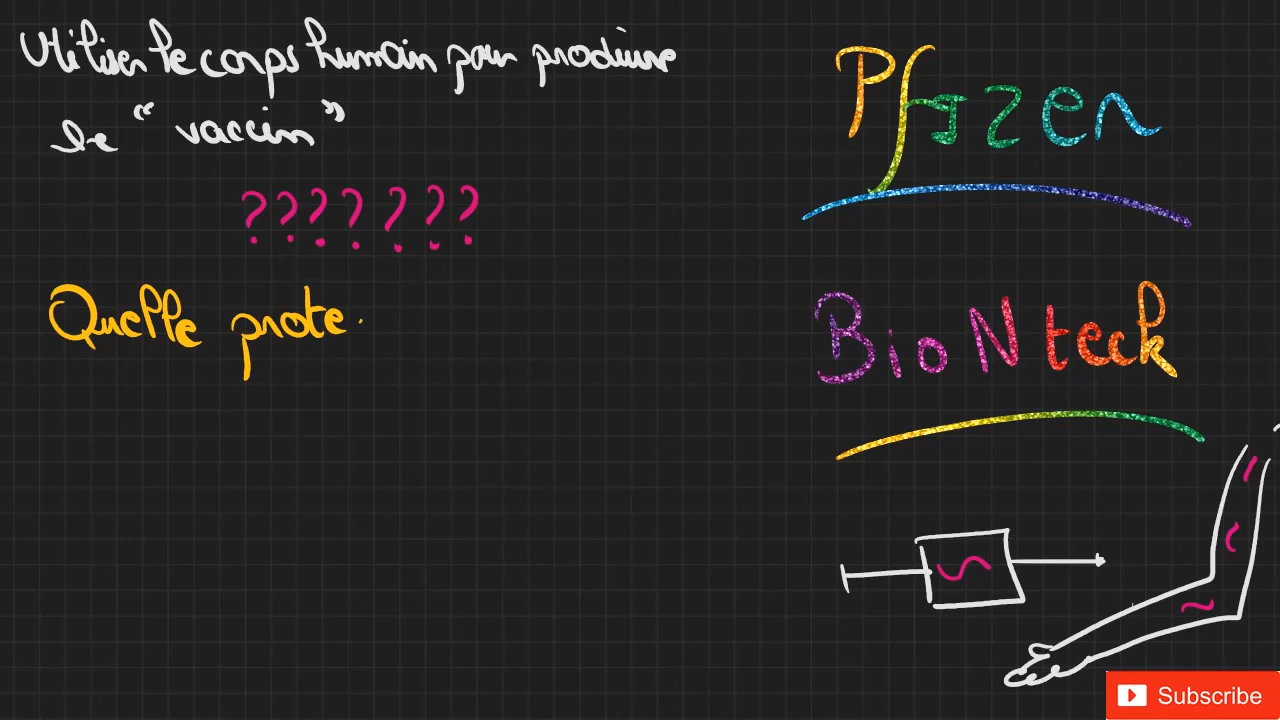 Utiliser le corps humain pour produire
le "vaccin"
???????
Quelle prote
Pfizer
BioNteck
Subscribe